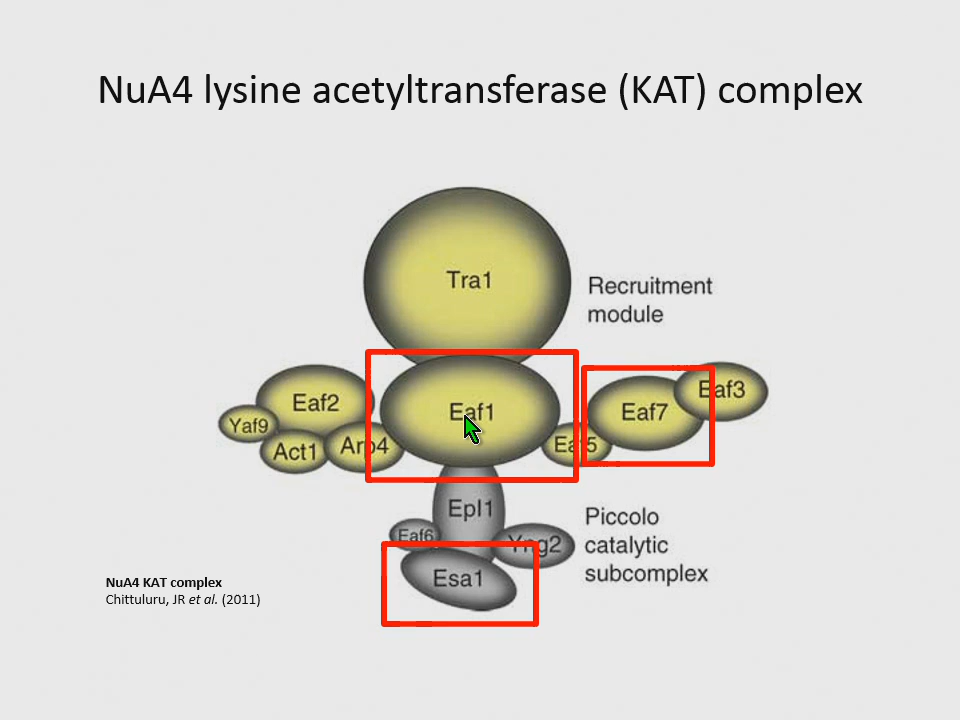 NuA4 lysine acetyltransferase (KAT) complex
Tra1
Recruitment
module
Eaf2
Eaf1
Eaf7
Eaf3
Yaf9
Act1
Arp4
Eaf5
Epl1
Eaf6
Yng2
Esa1
Piccolo
catalytic
subcomplex
NuA4 KAT complex
Chittuluru, JR et al. (2011)